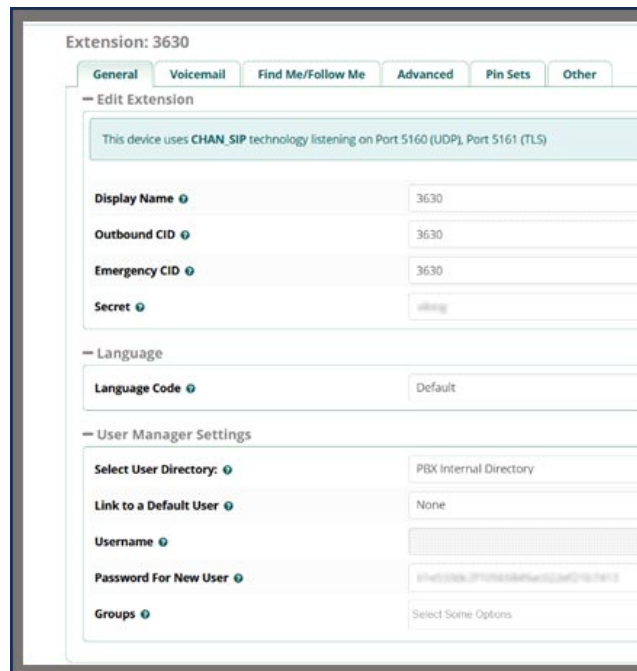 Extension: 3630
General Voicemail Find Me/Follow Me Advanced Pin Sets Other
— Edit Extension
This device uses CHAN_SIP technology listening on Port 5160 (UDP), Port 5161 (TLS)
Display Name 3630
Outbound CID 3630
Emergency CID 3630
Secret
— Language
Language Code Default
— User Manager Settings
Select User Directory: PBX Internal Directory
Link to a Default User None
Username
Password For New User
Groups Select Some Options